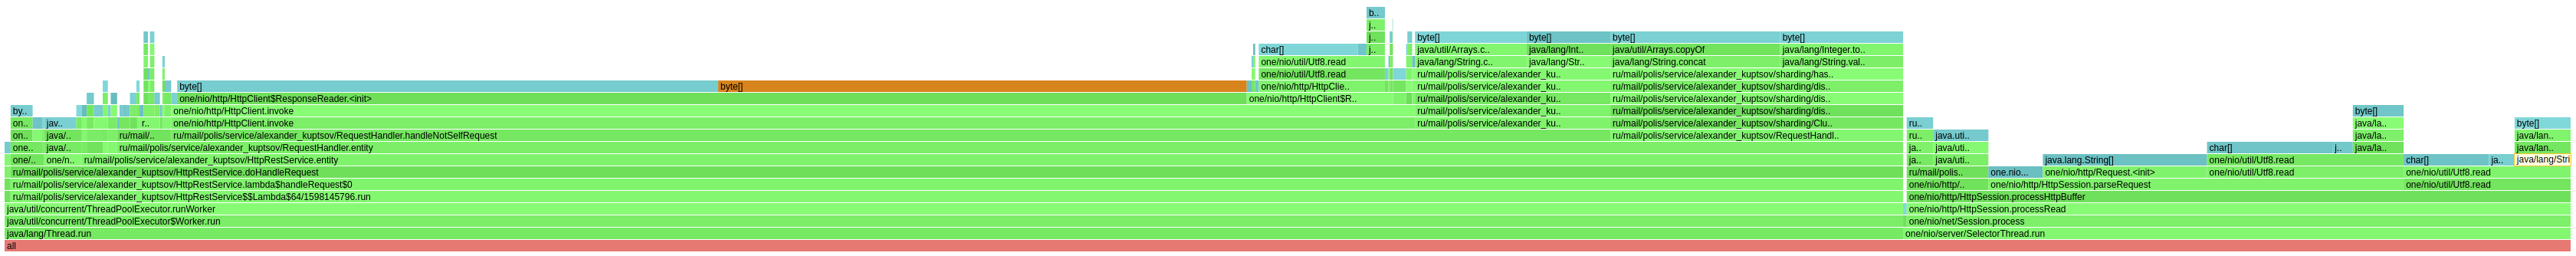 b..
j..
j..
byte[] byte[] byte[] byte[]
char[] j.. java/util/Arrays.c.. java/lang/Int.. java/util/Arrays.copyOf java/lang/Integer.to..
one/nio/util/Utf8.read java/lang/String.c.. java/lang/Str.. java/lang/String.concat java/lang/String.val..
one/nio/util/Utf8.read ru/mail/polis/service/alexander_ku.. ru/mail/polis/service/alexander_kuptsov/sharding/has..
byte[] byte[] one/nio/http/HttpClie.. ru/mail/polis/service/alexander_ku.. ru/mail/polis/service/alexander_kuptsov/sharding/dis..
one/nio/http/HttpClient$ResponseReader.<init> one/nio/http/HttpClient$R.. ru/mail/polis/service/alexander_ku.. ru/mail/polis/service/alexander_kuptsov/sharding/dis..
by.. one/nio/http/HttpClient.invoke ru/mail/polis/service/alexander_ku.. ru/mail/polis/service/alexander_kuptsov/sharding/dis.. byte[]
on.. jav.. r.. one/nio/http/HttpClient.invoke ru/mail/polis/service/alexander_ku.. ru/mail/polis/service/alexander_kuptsov/sharding/Clu.. ru.. java/la.. byte[]
on.. java/.. ru/mail/.. ru/mail/polis/service/alexander_kuptsov/RequestHandler.handleNotSelfRequest ru/mail/polis/service/alexander_kuptsov/RequestHandl.. ru.. java.uti.. java/la.. java/lan..
one.. java/.. ru/mail/polis/service/alexander_kuptsov/RequestHandler.entity ja.. java/uti.. char[] j.. java/la.. java/lan..
one/.. one/n.. ru/mail/polis/service/alexander_kuptsov/HttpRestService.entity ja.. java/uti.. java.lang.String[] one/nio/util/Utf8.read char[] ja.. java/lang/Stri
ru/mail/polis/service/alexander_kuptsov/HttpRestService.doHandleRequest ru/mail/polis.. one.nio... one/nio/http/Request.<init> one/nio/util/Utf8.read one/nio/util/Utf8.read
ru/mail/polis/service/alexander_kuptsov/HttpRestService.lambda$handleRequest$0 one/nio/http/.. one/nio/http/HttpSession.parseRequest one/nio/util/Utf8.read
ru/mail/polis/service/alexander_kuptsov/HttpRestService$$Lambda$64/1598145796.run one/nio/http/HttpSession.processHttpBuffer
java/util/concurrent/ThreadPoolExecutor.runWorker one/nio/http/HttpSession.processRead
java/util/concurrent/ThreadPoolExecutor$Worker.run one/nio/net/Session.process
java/lang/Thread.run one/nio/server/SelectorThread.run
all